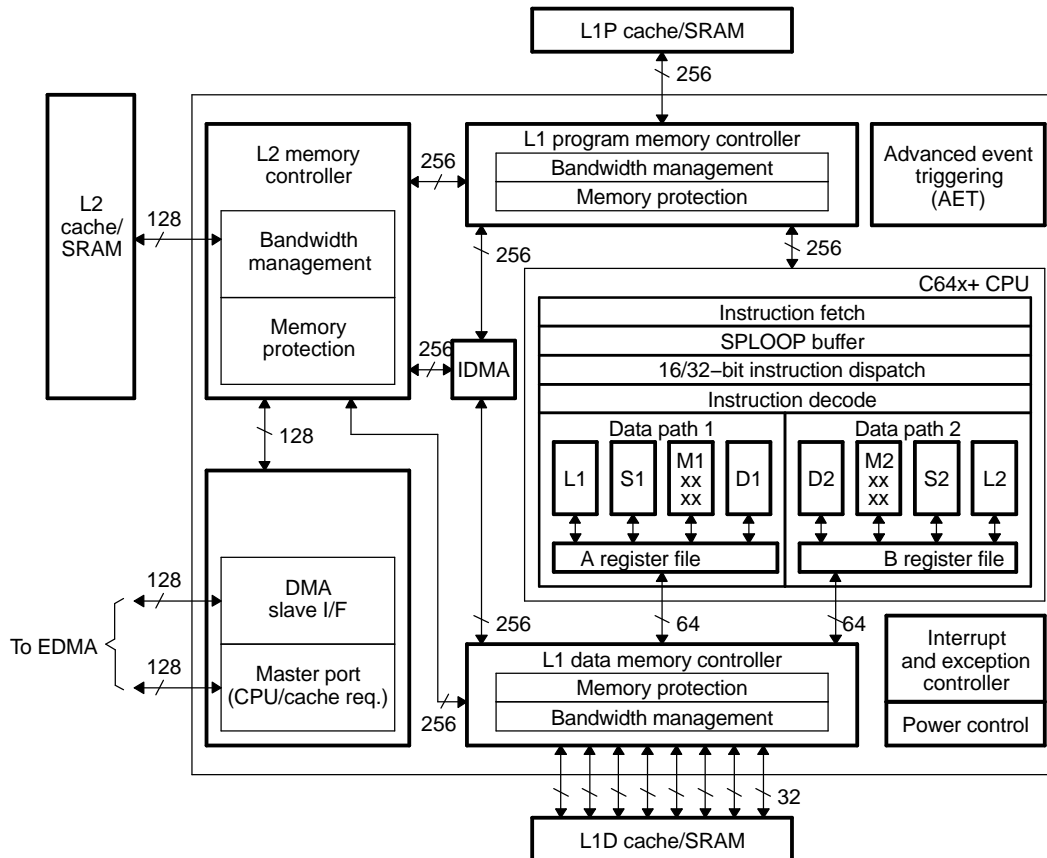 L1P cache/SRAM
256
L2
cache/
SRAM
128
L2 memory
controller
Bandwidth
management
Memory
protection
256
L1 program memory controller
Bandwidth management
Memory protection
Advanced event
triggering
(AET)
256
256
256
IDMA
C64x+ CPU
Instruction fetch
SPLOOP buffer
16/32−bit instruction dispatch
Instruction decode
Data path 1
L1
S1
M1
xx
xx
D1
A register file
Data path 2
D2
M2
xx
xx
S2
L2
B register file
128
To EDMA
128
128
DMA
slave I/F
Master port
(CPU/cache req.)
256
64
64
256
L1 data memory controller
Memory protection
Bandwidth management
Interrupt
and exception
controller
Power control
32
L1D cache/SRAM